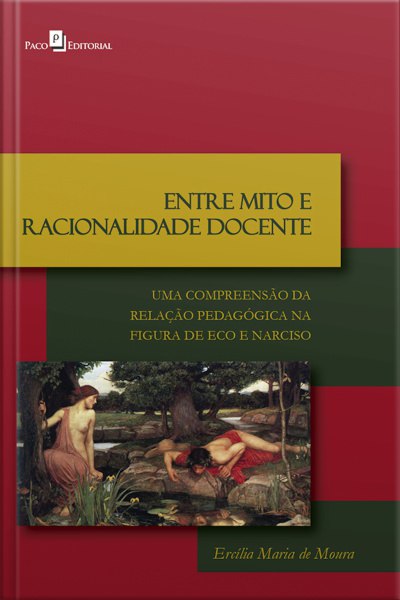 PACO EDITORIAL
ENTRE MITO E
RACIONALIDADE DOCENTE
UMA COMPREENSÃO DA
RELAÇÃO PEDAGÓGICA NA
FIGURA DE ECO E NARCISO
Ercília Maria de Moura